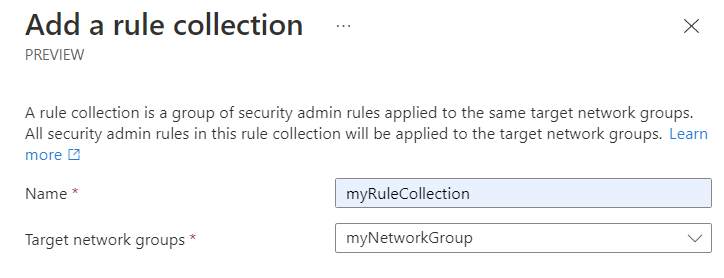 Add a rule collection ...
PREVIEW
A rule collection is a group of security admin rules applied to the same target network groups.
All security admin rules in this rule collection will be applied to the target network groups. Learn
more
Name * myRuleCollection
Target network groups * myNetworkGroup